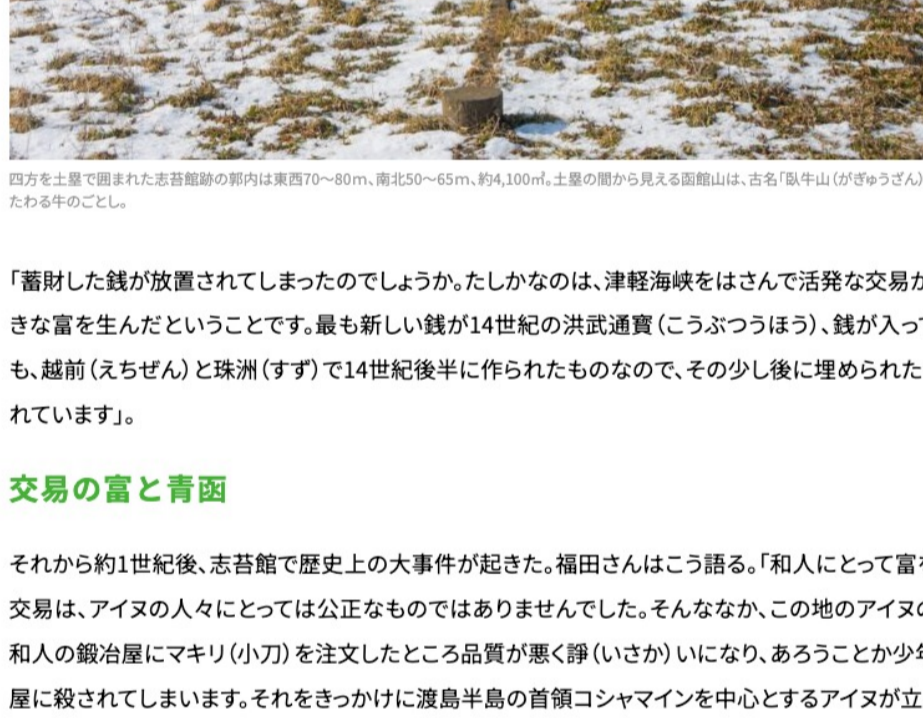 四方を土塁で囲まれた志苔館跡の郭内は東西70〜80m、南北50〜65m、約4,100㎡。土塁の間から見える函館山は、古名「臥牛山（がぎゅうざん）
たわる牛のごとし。
「蓄財した銭が放置されてしまったのでしょうか。たしかなのは、津軽海峡をはさんで活発な交易が
きな富を生んだということです。最も新しい銭が14世紀の洪武通寶（こうぶつうほう）、銭が入って
も、越前（えちぜん）と珠洲（すず）で14世紀後半に作られたものなので、その少し後に埋められた
れています」。
交易の富と青函
それから約1世紀後、志苔館で歴史上の大事件が起きた。福田さんはこう語る。「和人にとって富を
交易は、アイヌの人々にとっては公正なものではありませんでした。そんななか、この地のアイヌの
和人の鍛冶屋にマキリ（小刀）を注文したところ品質が悪く諍（いさか）いになり、あろうことか少年
屋に殺されてしまいます。それをきっかけに渡島半島の首領コシャマインを中心とするアイヌが立